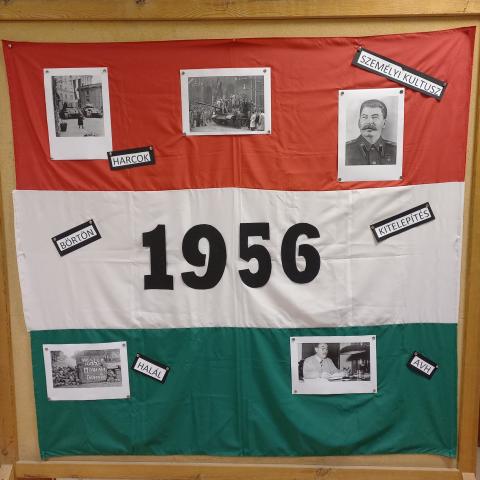 SZEMÉLYI KULTUSZ
HARCOK
BÖRTÖN
1956
KITELEPÍTÉS
HALÁL
ÁVH